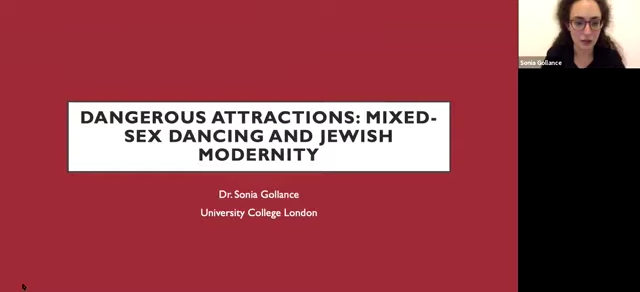 DANGEROUS ATTRACTIONS: MIXED-
SEX DANCING AND JEWISH
MODERNITY
Dr. Sonia Gollance
University College London
Sonia Gollance